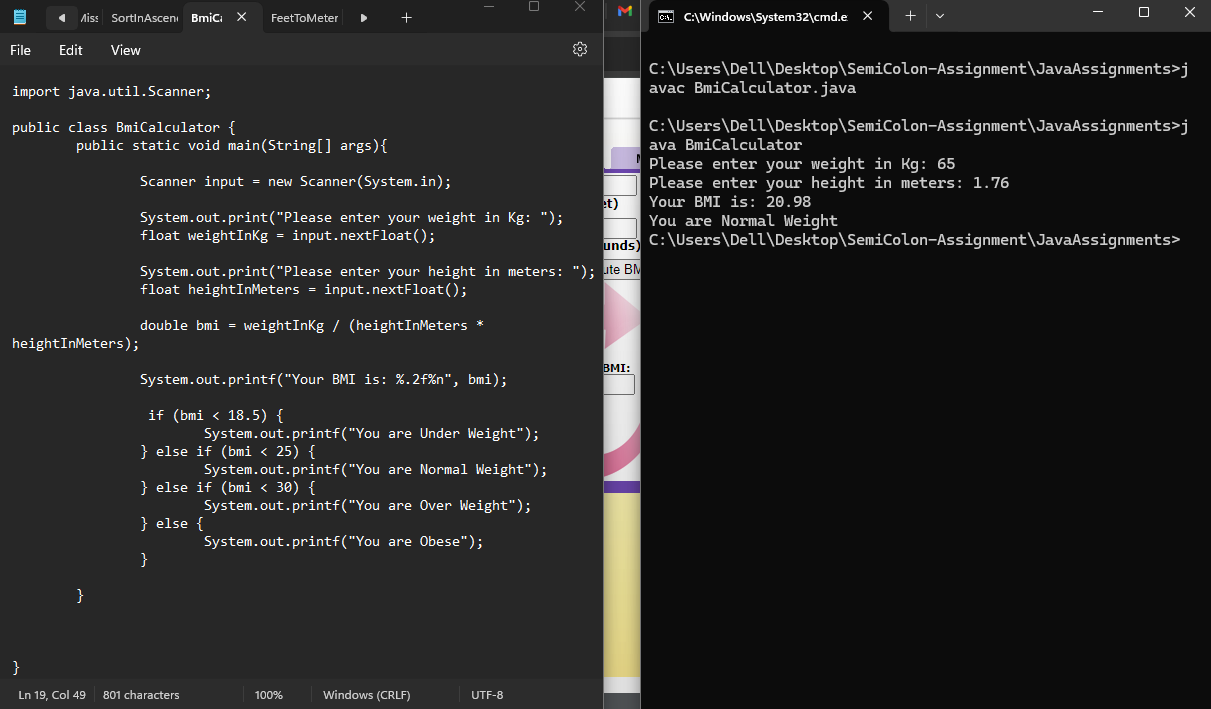 SortInAscen
BmiCa
FeetToMeter
File Edit View
import java.util.Scanner;
public class BmiCalculator {
public static void main(String[] args){
Scanner input = new Scanner(System.in);
System.out.print("Please enter your weight in Kg: ");
float weightInKg = input.nextFloat();
System.out.print("Please enter your height in meters: ");
float heightInMeters = input.nextFloat();
double bmi = weightInKg / (heightInMeters *
heightInMeters);
System.out.printf("Your BMI is: %.2f%n", bmi);
if (bmi < 18.5) {
System.out.printf("You are Under Weight");
} else if (bmi < 25) {
System.out.printf("You are Normal Weight");
} else if (bmi < 30) {
System.out.printf("You are Over Weight");
} else {
System.out.printf("You are Obese");
}
}
}
Ln 19, Col 49 801 characters 100% Windows (CRLF) UTF-8
et)
unds)
ute BM
BMI:
C:\Windows\System32\cmd.e
C:\Users\Dell\Desktop\SemiColon-Assignment\JavaAssignments>j
avac BmiCalculator.java
C:\Users\Dell\Desktop\SemiColon-Assignment\JavaAssignments>j
ava BmiCalculator
Please enter your weight in Kg: 65
Please enter your height in meters: 1.76
Your BMI is: 20.98
You are Normal Weight
C:\Users\Dell\Desktop\SemiColon-Assignment\JavaAssignments>